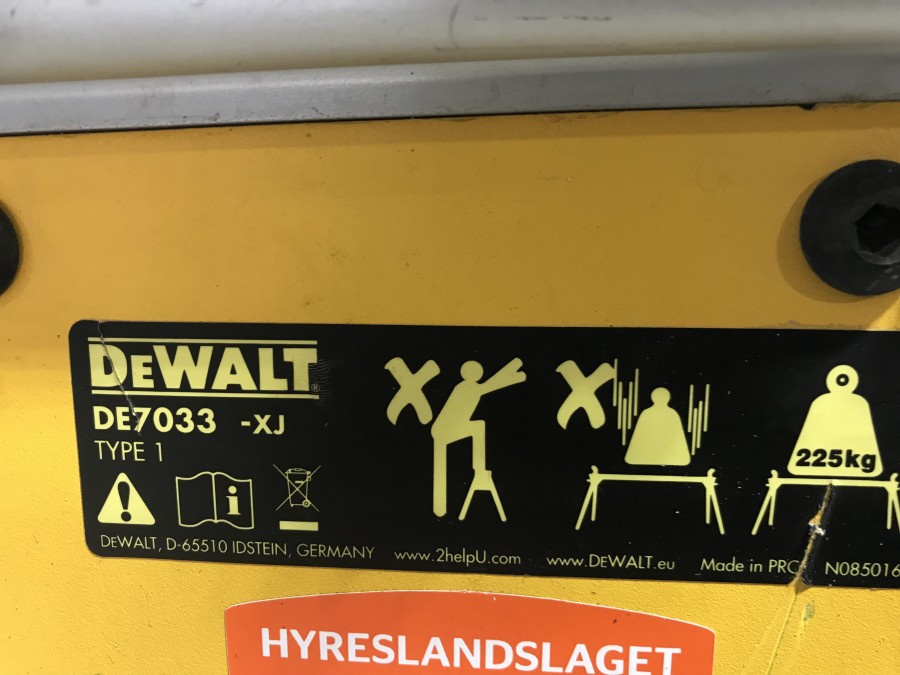 DEWALT®
DE7033 -XJ
TYPE 1
225kg
DEWALT, D-65510 IDSTEIN, GERMANY www.2helpU.com www.DEWALT.eu Made in PRC N085016
HYRESLANDSLAGET